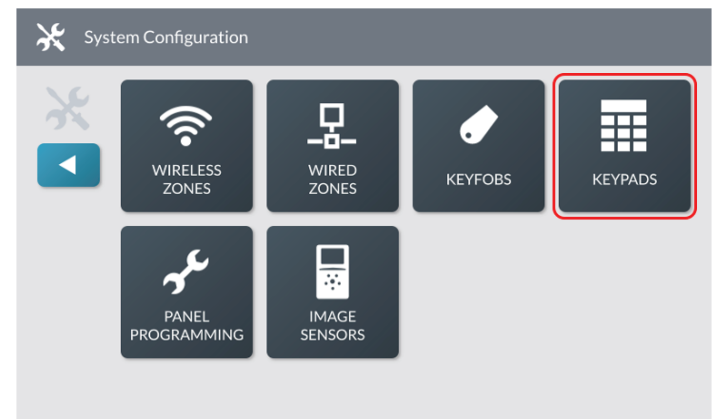 System Configuration
WIRELESS
ZONES
WIRED
ZONES
KEYFOBS
KEYPADS
PANEL
PROGRAMMING
IMAGE
SENSORS